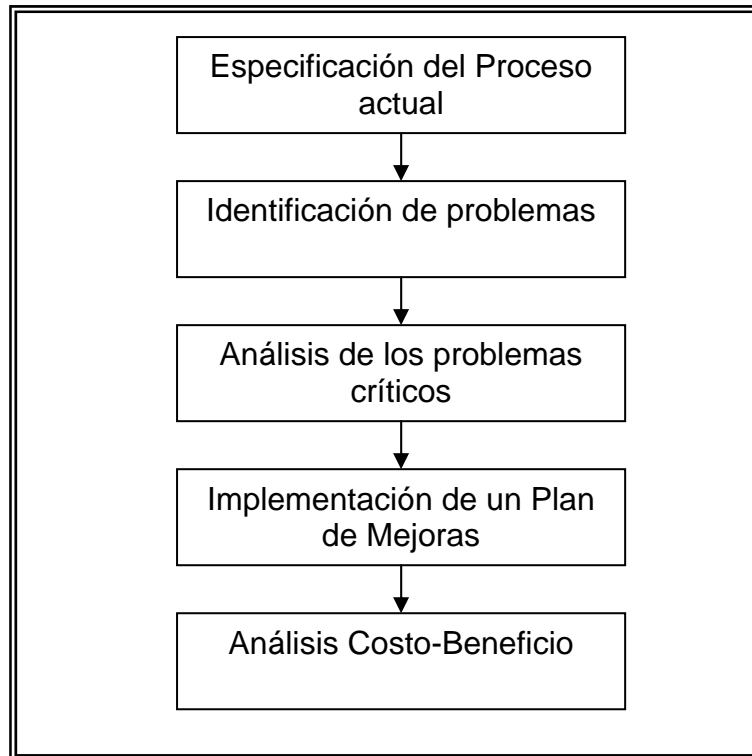 Especificación del Proceso
actual
Identificación de problemas
Análisis de los problemas
críticos
Implementación de un Plan
de Mejoras
Análisis Costo-Beneficio